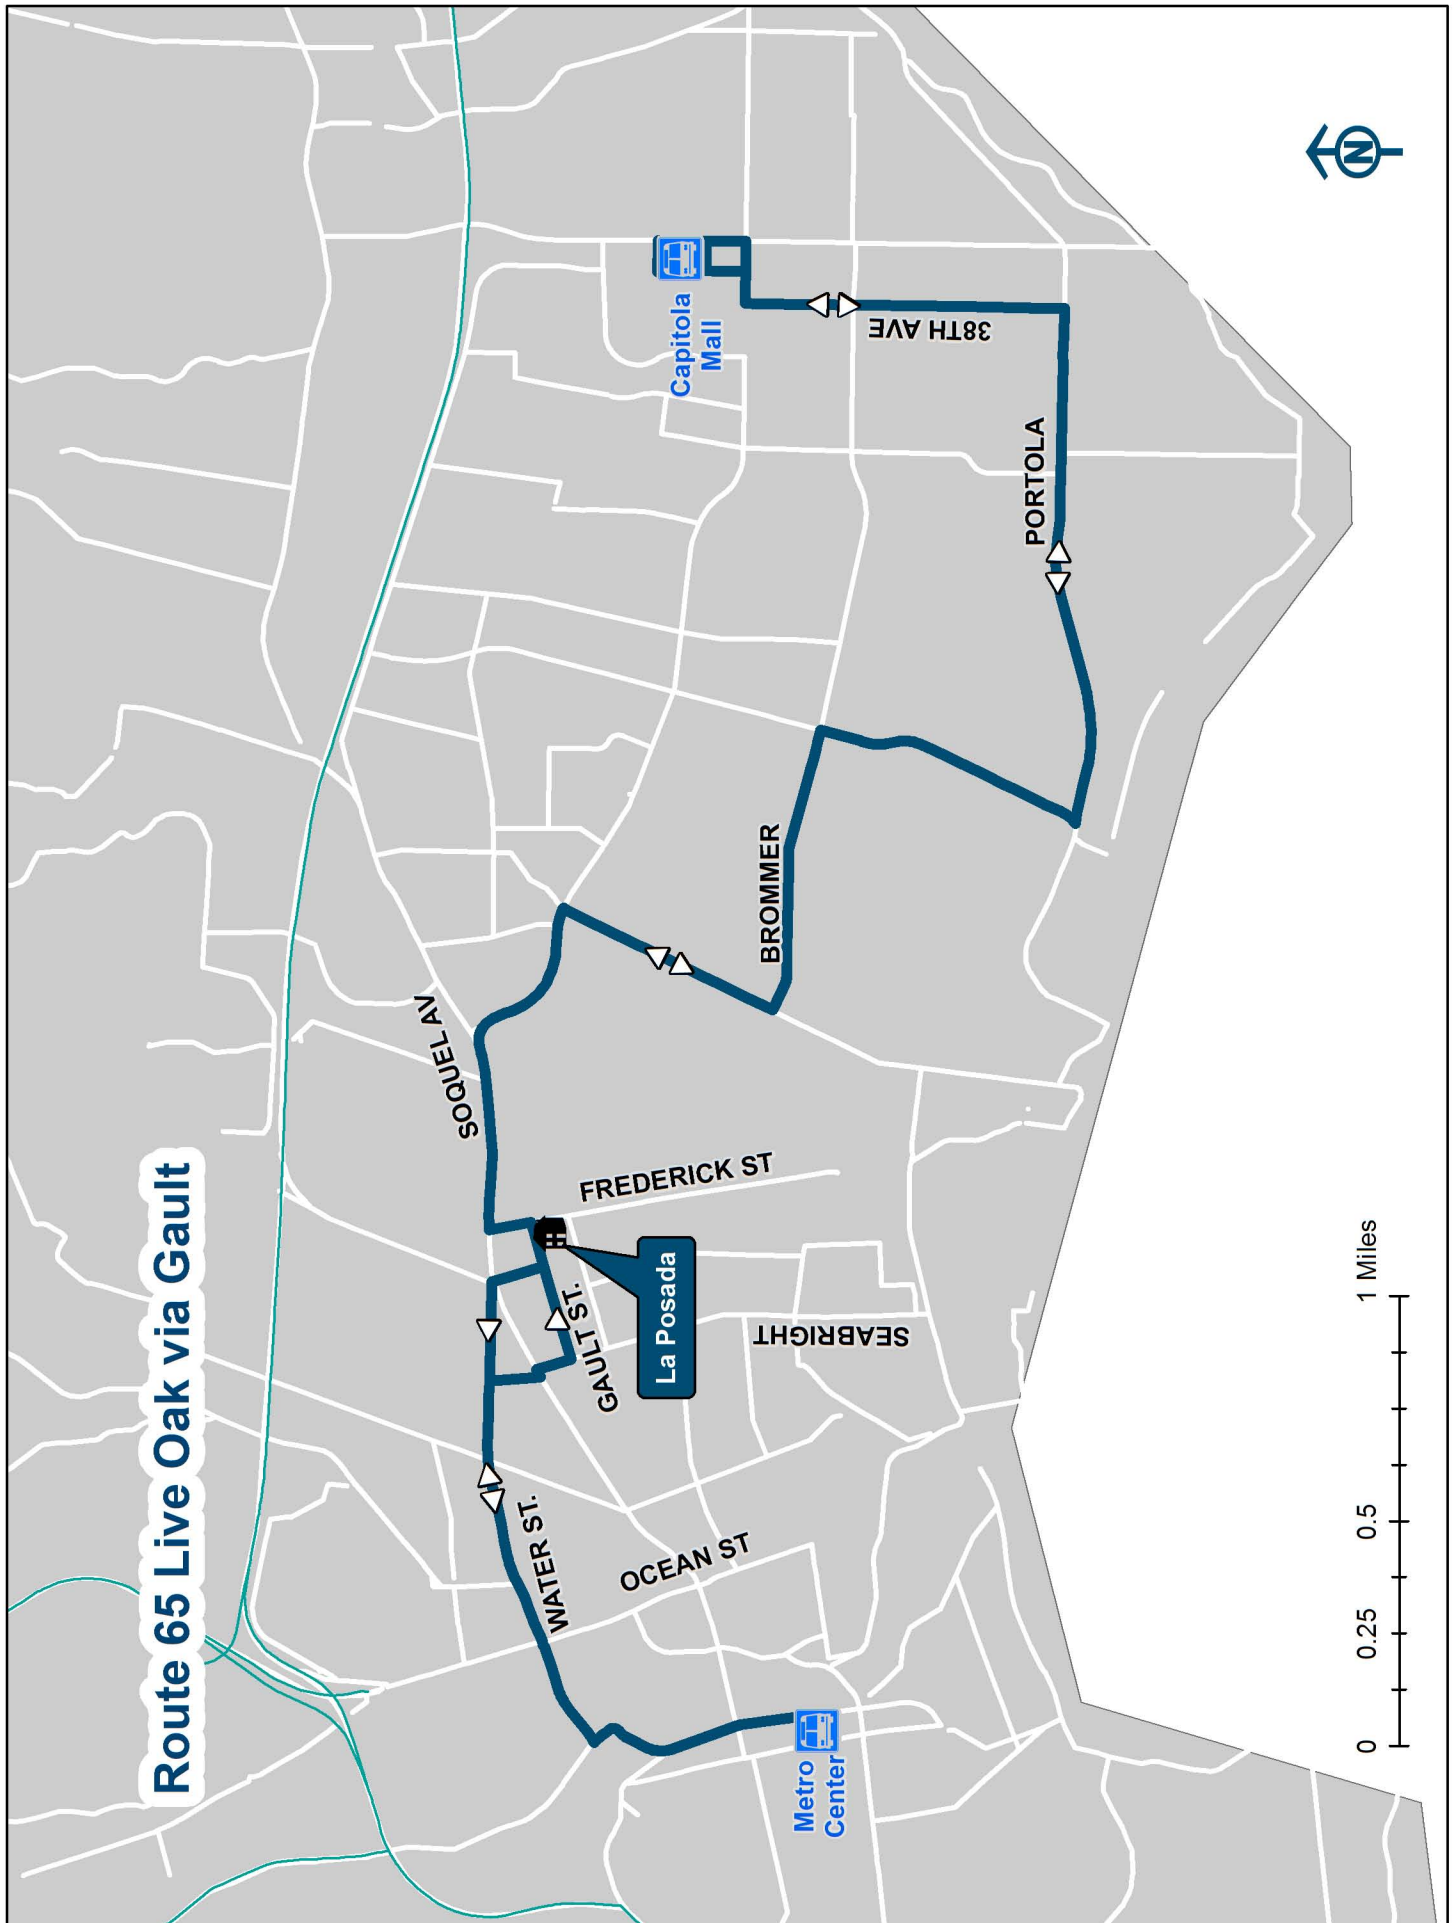 Route 65 Live Oak via Gault
SOQUEL AV
FREDERICK ST
La Posada
GAULT ST.
SEABRIGHT
WATER ST.
OCEAN ST
Metro
Center
BROMMER
PORTOLA
38TH AVE
Capitola
Mall
N
0 0.25 0.5 1 Miles